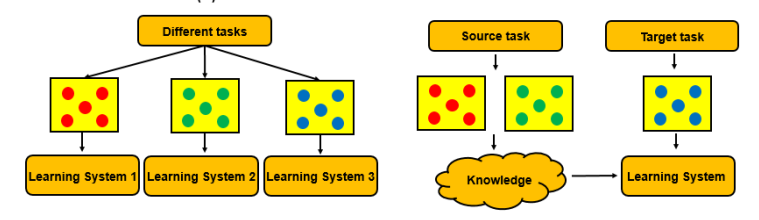 Different tasks
Source task
Target task
Learning System 1
Learning System 2
Learning System 3
Knowledge
Learning System